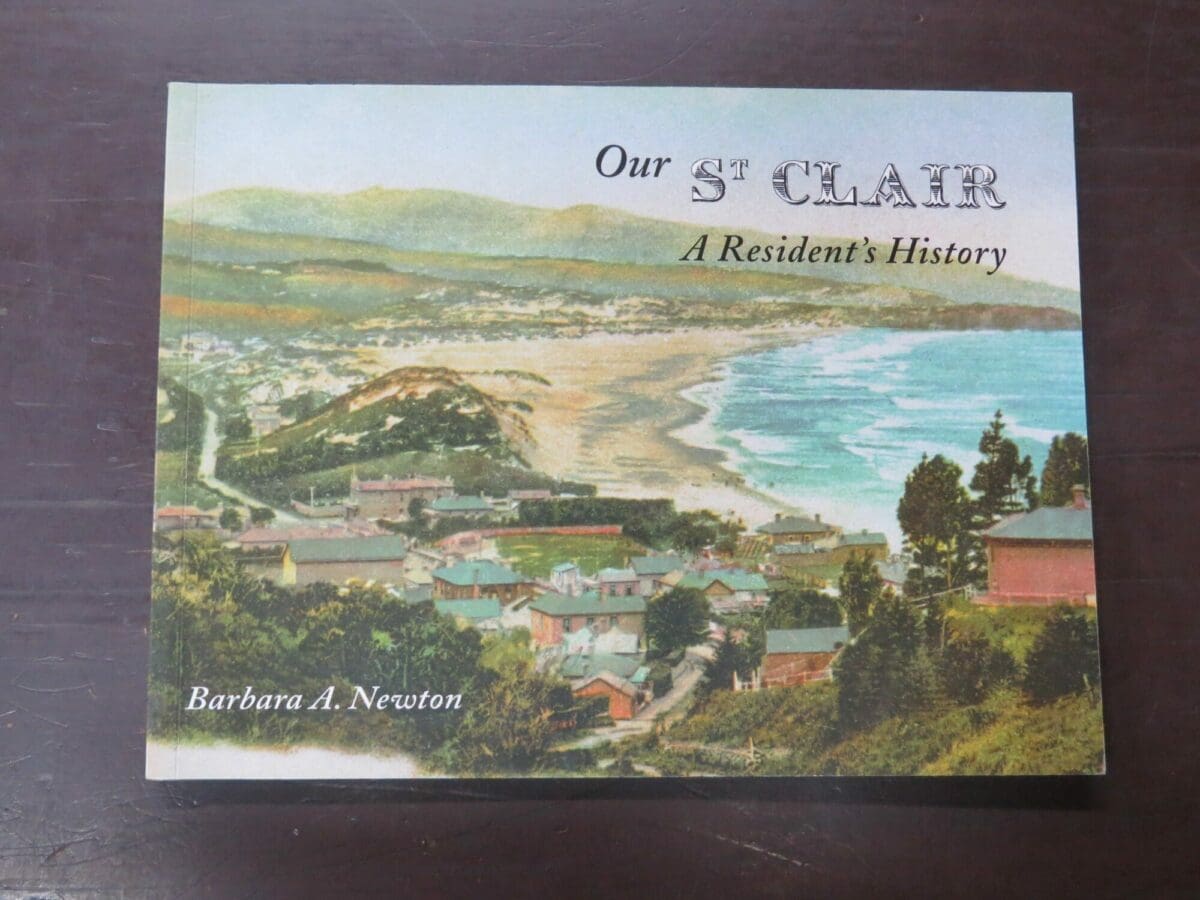 Our Sᵀ CLAIR
A Resident's History
Barbara A. Newton